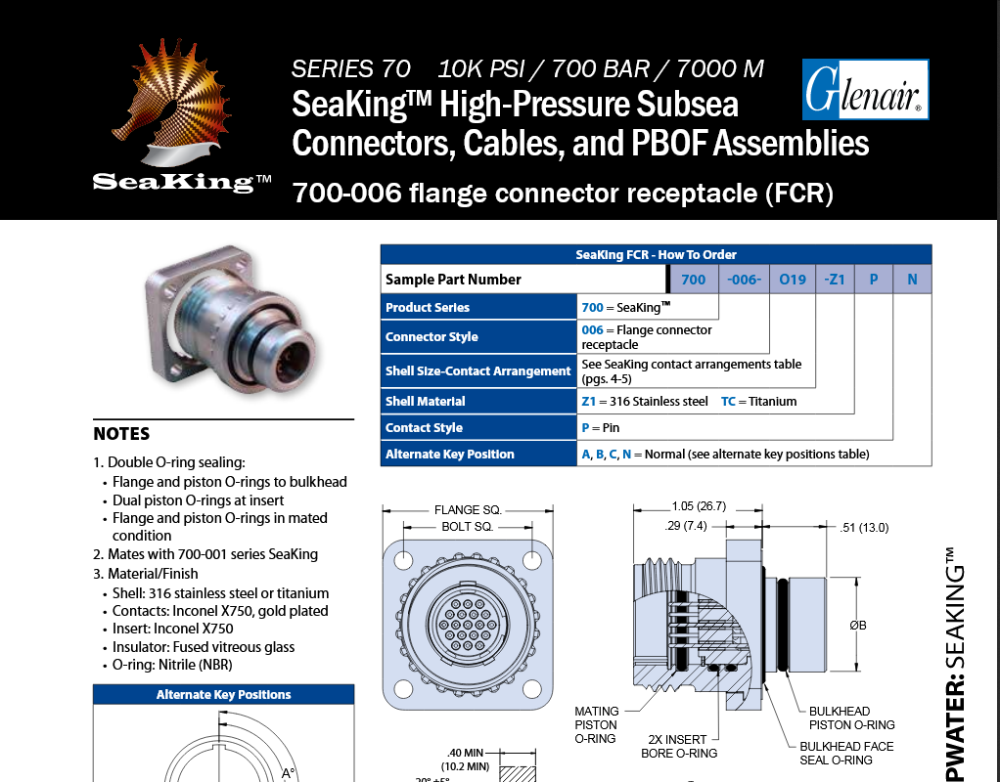 SERIES 70 10K PSI / 700 BAR / 7000 M
SeaKing™ High-Pressure Subsea
Connectors, Cables, and PBOF Assemblies
700-006 flange connector receptacle (FCR)
SeaKing™
Glenair®
SeaKing FCR - How To Order
Sample Part Number 700 -006- O19 -Z1 P N
Product Series 700 = SeaKing™
Connector Style 006 = Flange connector
receptacle
Shell Size-Contact Arrangement See SeaKing contact arrangements table
(pgs. 4-5)
Shell Material Z1 = 316 Stainless steel TC = Titanium
Contact Style P = Pin
Alternate Key Position A, B, C, N = Normal (see alternate key positions table)
NOTES
1. Double O-ring sealing:
• Flange and piston O-rings to bulkhead
• Dual piston O-rings at insert
• Flange and piston O-rings in mated
condition
2. Mates with 700-001 series SeaKing
3. Material/Finish
• Shell: 316 stainless steel or titanium
• Contacts: Inconel X750, gold plated
• Insert: Inconel X750
• Insulator: Fused vitreous glass
• O-ring: Nitrile (NBR)
Alternate Key Positions
A°
FLANGE SQ.
BOLT SQ.
1.05 (26.7)
.29 (7.4)
.51 (13.0)
ØB
MATING
PISTON
O-RING
2X INSERT
BORE O-RING
BULKHEAD
PISTON O-RING
BULKHEAD FACE
SEAL O-RING
.40 MIN
(10.2 MIN)
PWATER: SEAKING™